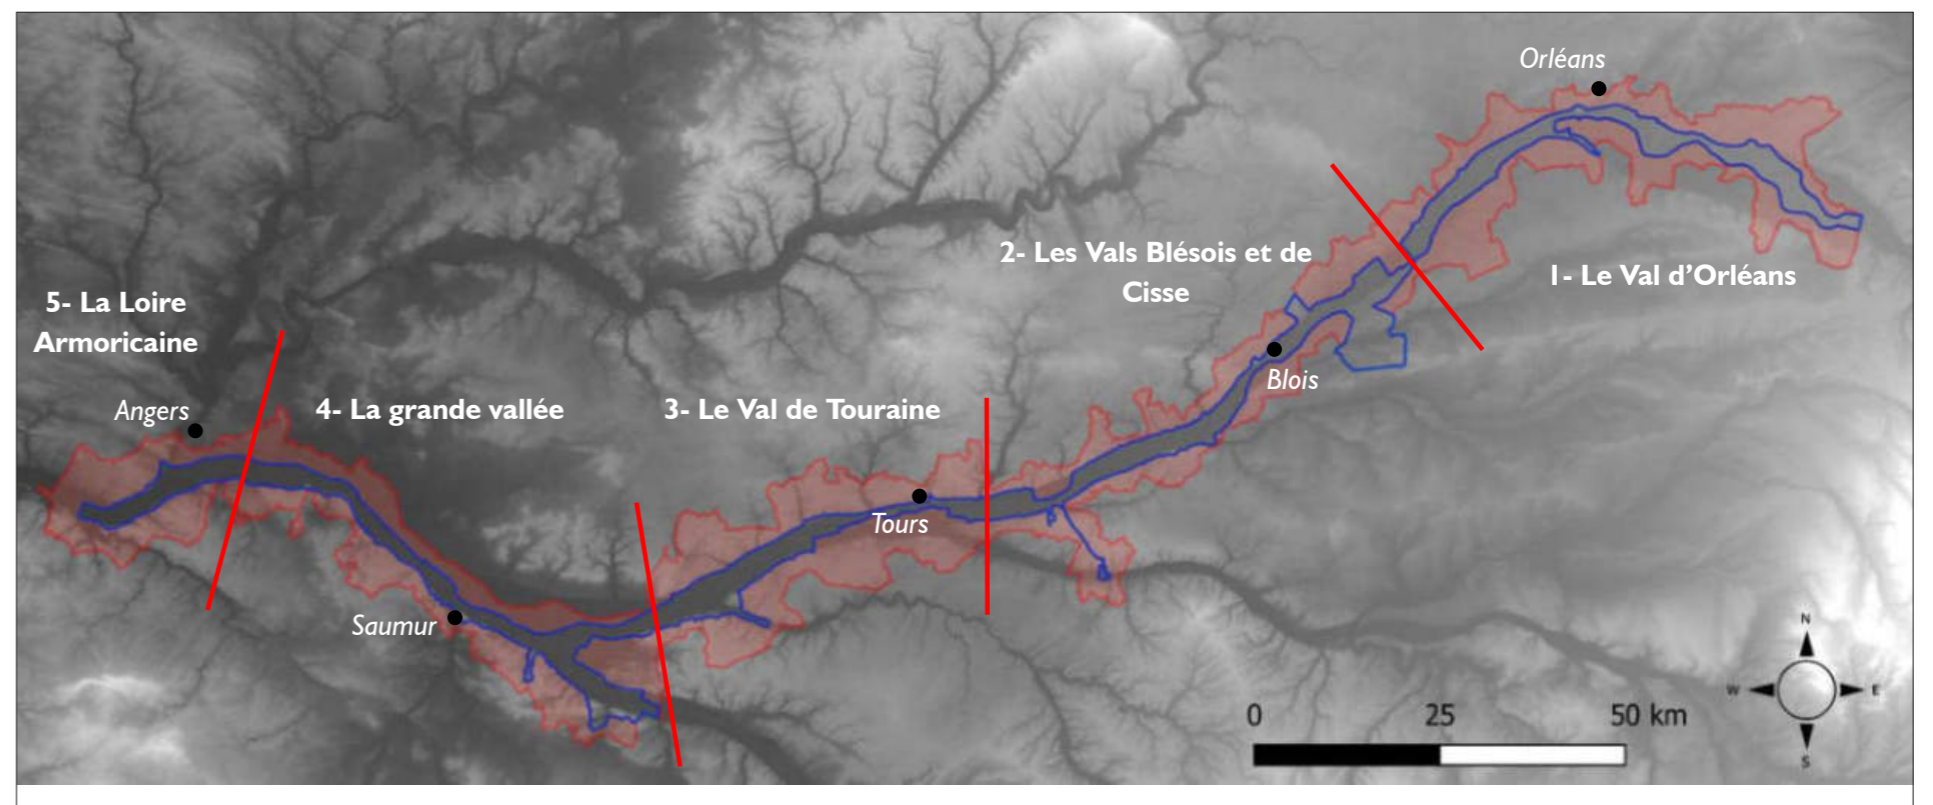 Orléans
2- Les Vals Blésois et de
Cisse
1- Le Val d'Orléans
5- La Loire
Armoricaine
Blois
Angers
4- La grande vallée
3- Le Val de Touraine
Tours
Saumur
N
W
E
S
0
25
50 km